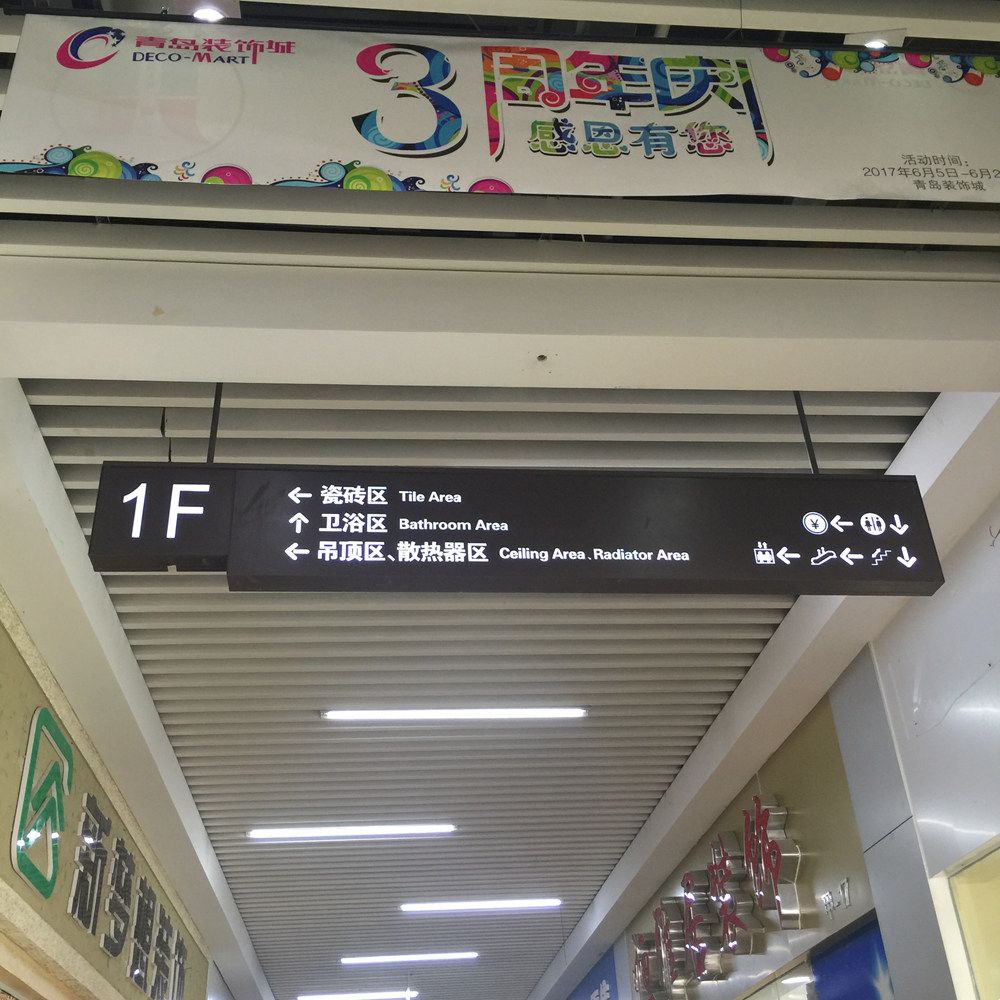 青岛装饰城
DECO-MART
3周年庆
感恩有您
活动时间：
2017年6月5日-6月2
青岛装饰城
1F
瓷砖区 Tile Area
卫浴区 Bathroom Area
吊顶区、散热器区 Ceiling Area、Radiator Area
¥